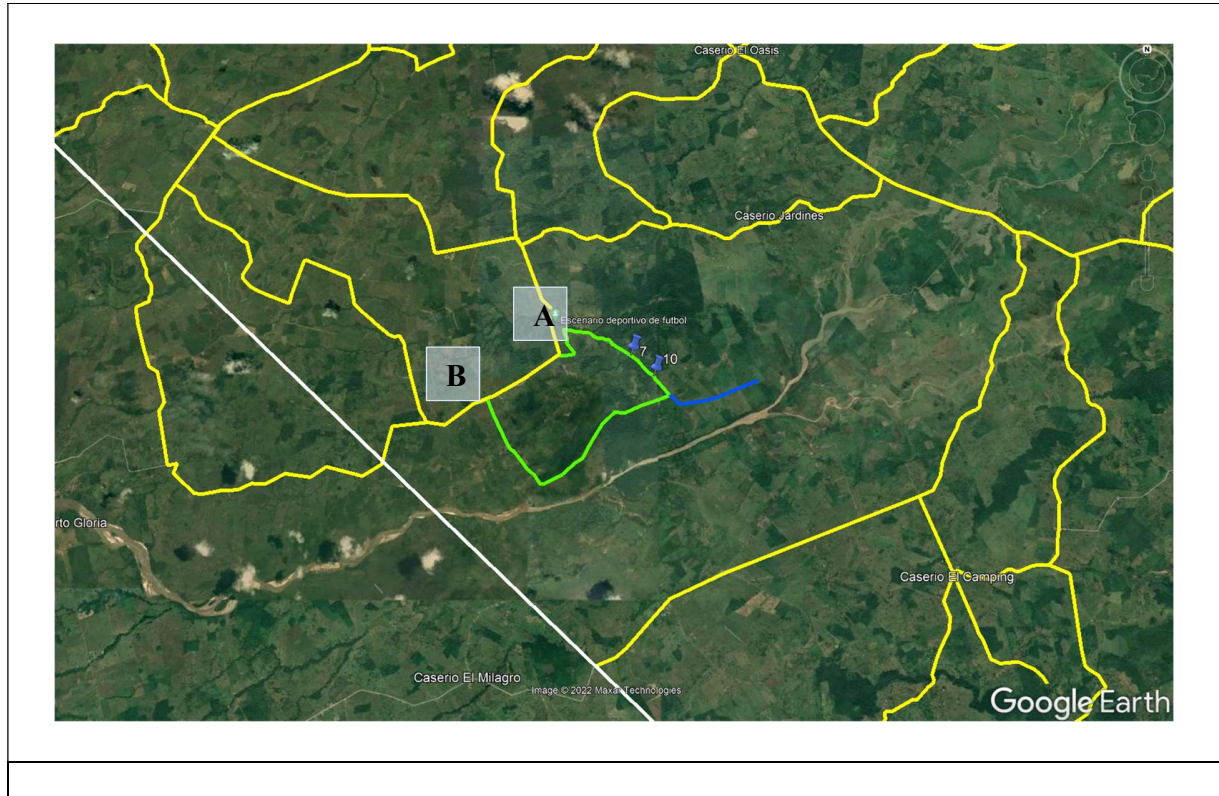 Caserio El Oasis
N
Caserio Jardines
A
Escenario deportivo de futbol
7
10
B
rto Gloria
Caserio El Camping
Caserio El Milagro
Image © 2022 Maxar Technologies
Google Earth